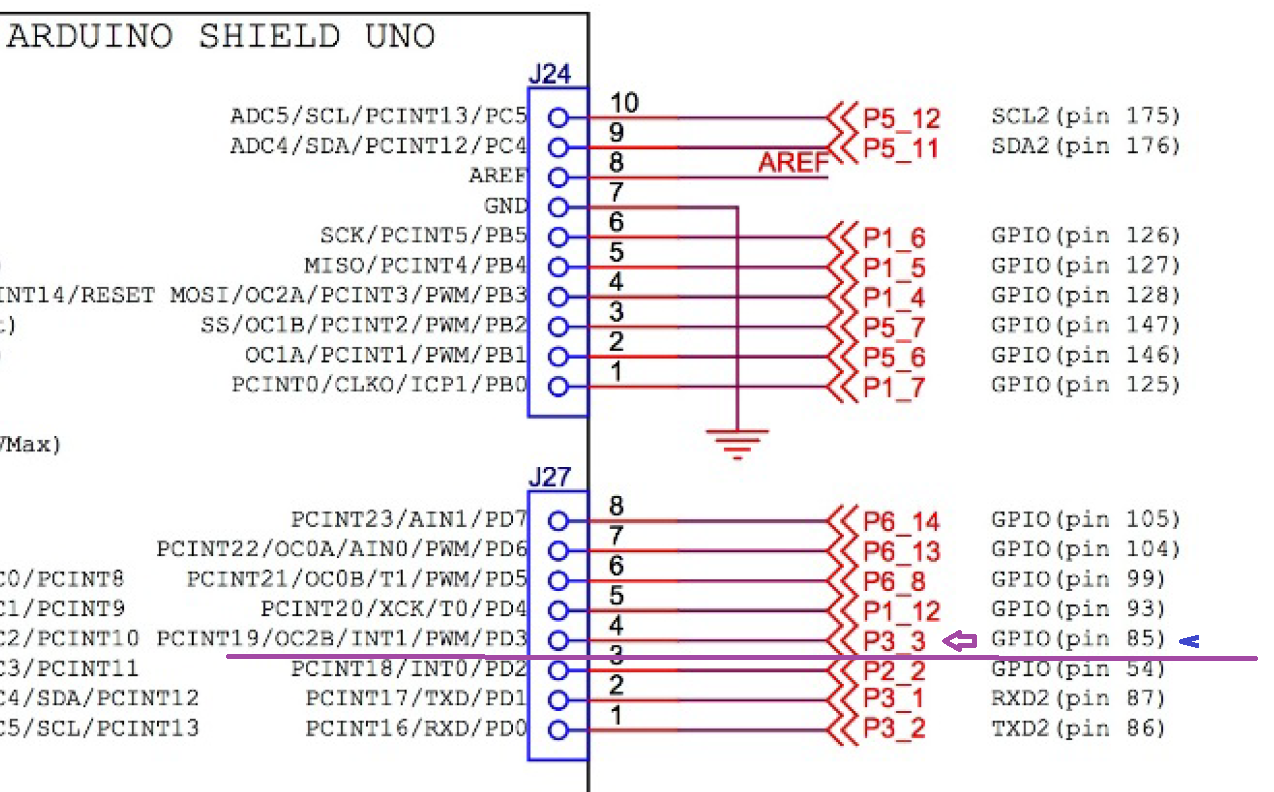 ARDUINO SHIELD UNO
J24
ADC5/SCL/PCINT13/PC5 10 P5_12 SCL2(pin 175)
ADC4/SDA/PCINT12/PC4 9 P5_11 SDA2(pin 176)
AREF 8 AREF
GND 7
SCK/PCINT5/PB5 6 P1_6 GPIO(pin 126)
MISO/PCINT4/PB4 5 P1_5 GPIO(pin 127)
INT14/RESET MOSI/OC2A/PCINT3/PWM/PB3 4 P1_4 GPIO(pin 128)
SS/OC1B/PCINT2/PWM/PB2 3 P5_7 GPIO(pin 147)
OC1A/PCINT1/PWM/PB1 2 P5_6 GPIO(pin 146)
PCINT0/CLKO/ICP1/PB0 1 P1_7 GPIO(pin 125)
VMax)
J27
PCINT23/AIN1/PD7 8 P6_14 GPIO(pin 105)
PCINT22/OC0A/AIN0/PWM/PD6 7 P6_13 GPIO(pin 104)
C0/PCINT8 PCINT21/OC0B/T1/PWM/PD5 6 P6_8 GPIO(pin 99)
C1/PCINT9 PCINT20/XCK/T0/PD4 5 P1_12 GPIO(pin 93)
C2/PCINT10 PCINT19/OC2B/INT1/PWM/PD3 4 P3_3 GPIO(pin 85)
C3/PCINT11 PCINT18/INT0/PD2 3 P2_2 GPIO(pin 54)
C4/SDA/PCINT12 PCINT17/TXD/PD1 2 P3_1 RXD2(pin 87)
C5/SCL/PCINT13 PCINT16/RXD/PD0 1 P3_2 TXD2(pin 86)